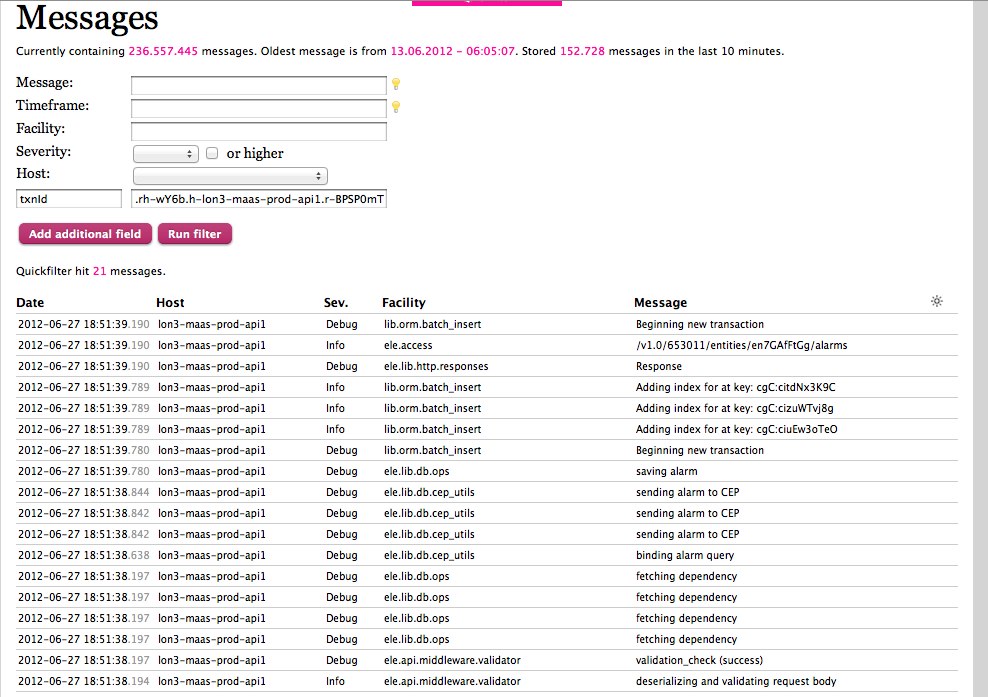 Messages
Currently containing 236.557.445 messages. Oldest message is from 13.06.2012 - 06:05:07. Stored 152.728 messages in the last 10 minutes.
Message:
Timeframe:
Facility:
Severity: or higher
Host:
txnId .rh-wY6b.h-lon3-maas-prod-api1.r-BPSP0mT
Add additional field Run filter
Quickfilter hit 21 messages.
Date Host Sev. Facility Message
2012-06-27 18:51:39.190 lon3-maas-prod-api1 Debug lib.orm.batch_insert Beginning new transaction
2012-06-27 18:51:39.190 lon3-maas-prod-api1 Info ele.access /v1.0/653011/entities/en7GAfFtGg/alarms
2012-06-27 18:51:39.190 lon3-maas-prod-api1 Debug ele.lib.http.responses Response
2012-06-27 18:51:39.789 lon3-maas-prod-api1 Info lib.orm.batch_insert Adding index for at key: cgC:citdNx3K9C
2012-06-27 18:51:39.789 lon3-maas-prod-api1 Info lib.orm.batch_insert Adding index for at key: cgC:cizuWTvj8g
2012-06-27 18:51:39.789 lon3-maas-prod-api1 Info lib.orm.batch_insert Adding index for at key: cgC:ciuEw3oTeO
2012-06-27 18:51:39.780 lon3-maas-prod-api1 Debug lib.orm.batch_insert Beginning new transaction
2012-06-27 18:51:39.780 lon3-maas-prod-api1 Debug ele.lib.db.ops saving alarm
2012-06-27 18:51:38.844 lon3-maas-prod-api1 Debug ele.lib.db.cep_utils sending alarm to CEP
2012-06-27 18:51:38.842 lon3-maas-prod-api1 Debug ele.lib.db.cep_utils sending alarm to CEP
2012-06-27 18:51:38.842 lon3-maas-prod-api1 Debug ele.lib.db.cep_utils sending alarm to CEP
2012-06-27 18:51:38.638 lon3-maas-prod-api1 Debug ele.lib.db.cep_utils binding alarm query
2012-06-27 18:51:38.197 lon3-maas-prod-api1 Debug ele.lib.db.ops fetching dependency
2012-06-27 18:51:38.197 lon3-maas-prod-api1 Debug ele.lib.db.ops fetching dependency
2012-06-27 18:51:38.197 lon3-maas-prod-api1 Debug ele.lib.db.ops fetching dependency
2012-06-27 18:51:38.197 lon3-maas-prod-api1 Debug ele.lib.db.ops fetching dependency
2012-06-27 18:51:38.197 lon3-maas-prod-api1 Debug ele.api.middleware.validator validation_check (success)
2012-06-27 18:51:38.194 lon3-maas-prod-api1 Info ele.api.middleware.validator deserializing and validating request body